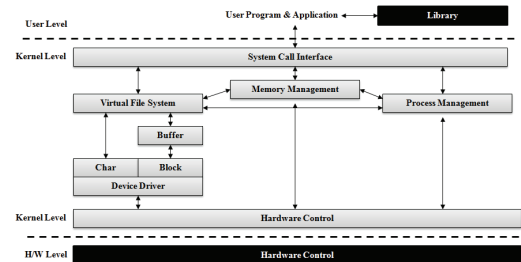 User Program & Application
Library
User Level
Kernel Level
System Call Interface
Memory Management
Virtual File System
Process Management
Buffer
Char
Block
Device Driver
Kernel Level
Hardware Control
H/W Level
Hardware Control